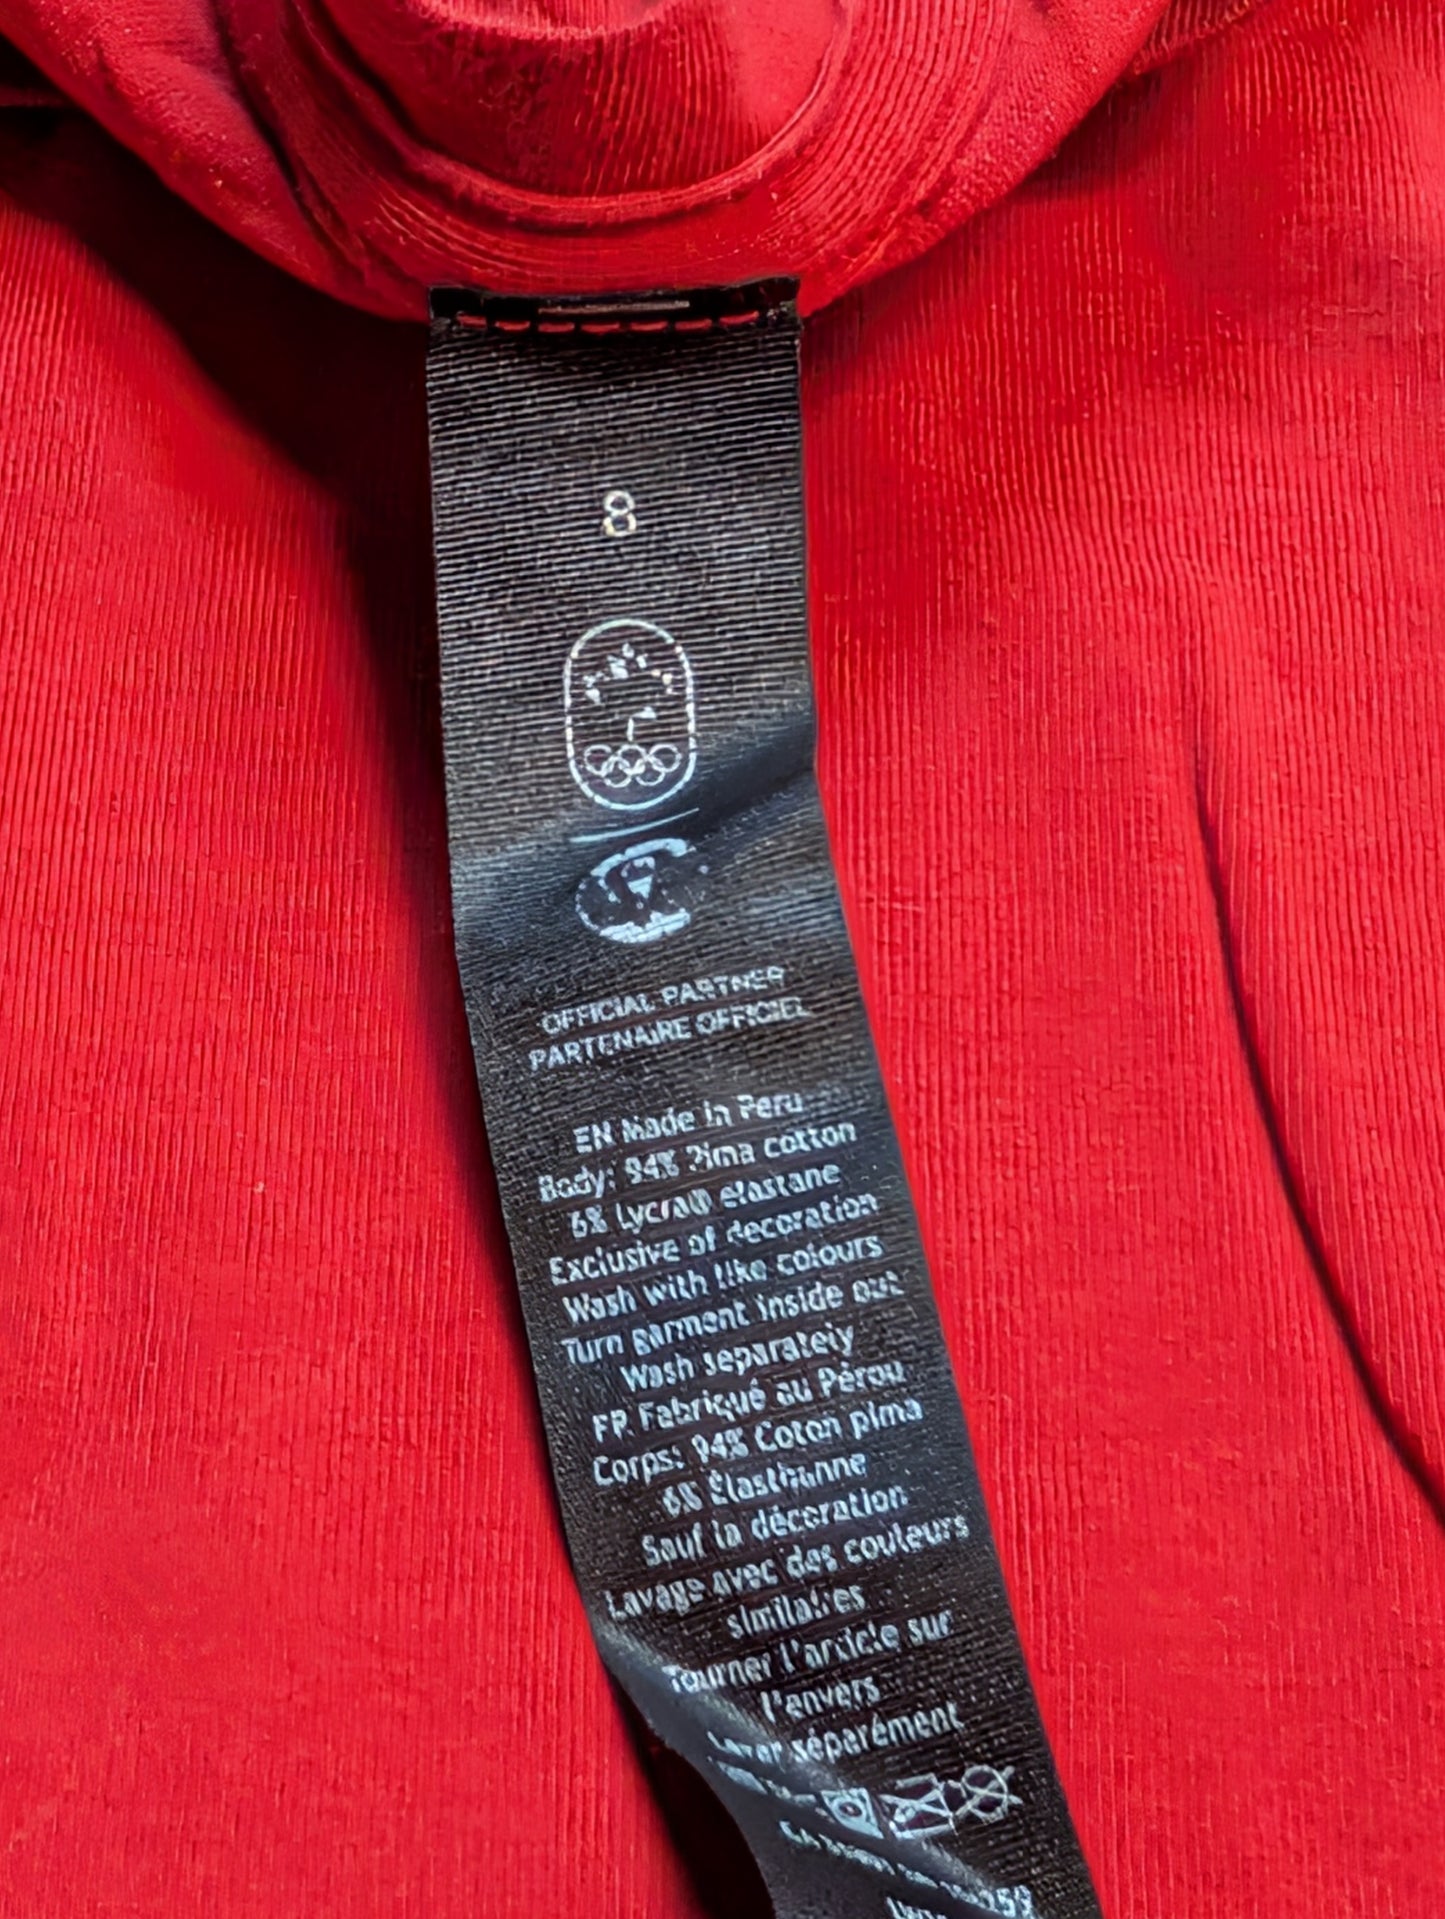 8
OFFICIAL PARTNER
PARTENAIRE OFFICIEL
EN Made in Peru
Body: 94% Pima cotton
6% Lycra® elastane
Exclusive of decoration
Wash with like colours
Turn garment inside out
Wash separately
FR Fabriqué au Pérou
Corps: 94% Coton pima
6% Élasthanne
Sauf la décoration
Lavage avec des couleurs
similaires
Tourner l'article sur
l'envers
Laver séparément
CA
259